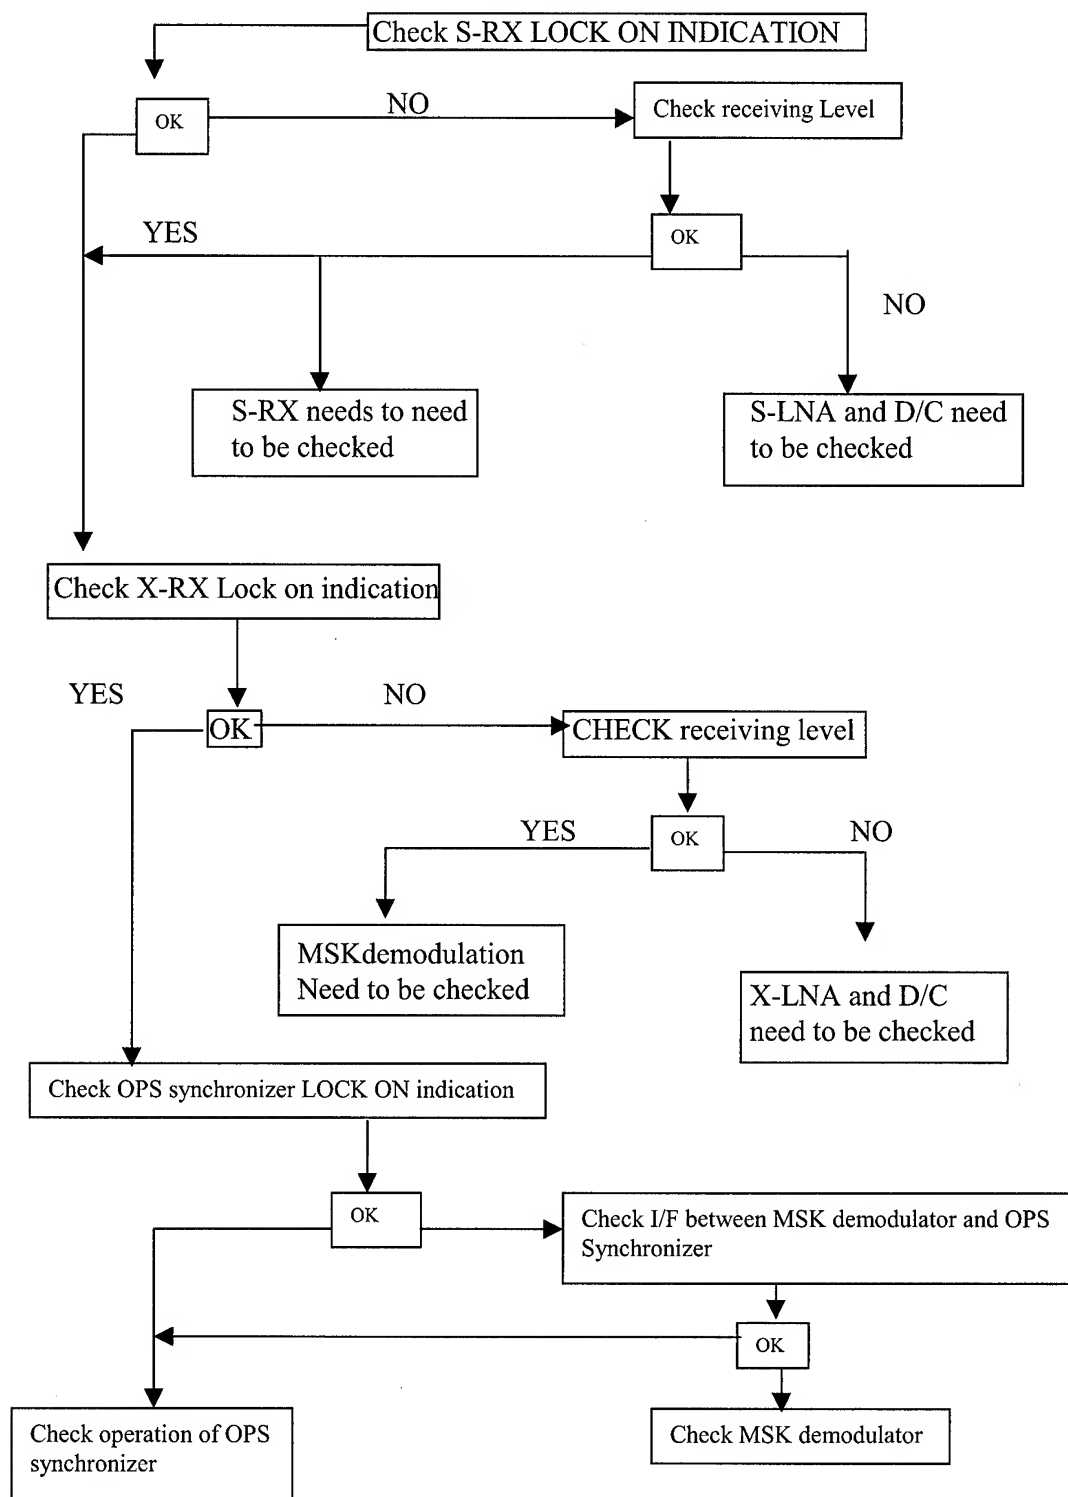 Check S-RX LOCK ON INDICATION
OK
NO
Check receiving Level
YES
OK
NO
S-RX needs to need
to be checked
S-LNA and D/C need
to be checked
Check X-RX Lock on indication
YES
OK
NO
CHECK receiving level
YES
OK
NO
MSKdemodulation
Need to be checked
X-LNA and D/C
need to be checked
Check OPS synchronizer LOCK ON indication
OK
Check I/F between MSK demodulator and OPS
Synchronizer
OK
Check operation of OPS
synchronizer
Check MSK demodulator